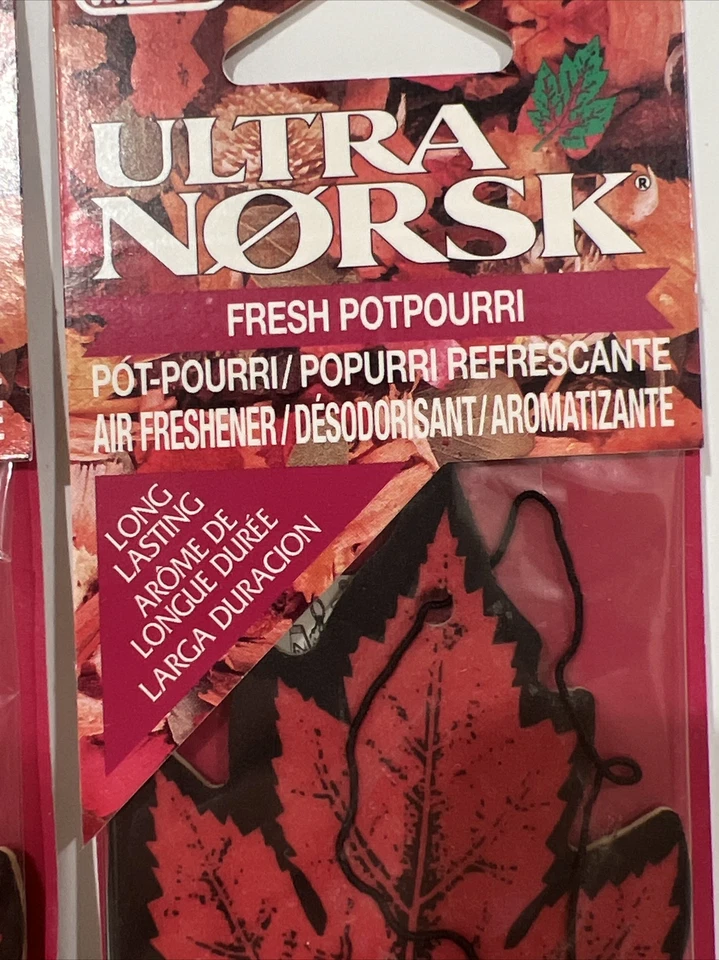 ULTRA
NØRSK®
FRESH POTPOURRI
PÓT-POURRI/POPURRI REFRESCANTE
AIR FRESHENER/DÉSODORISANT/AROMATIZANTE
LONG
LASTING
ARÔME DE
LONGUE DURÉE
LARGA DURACION